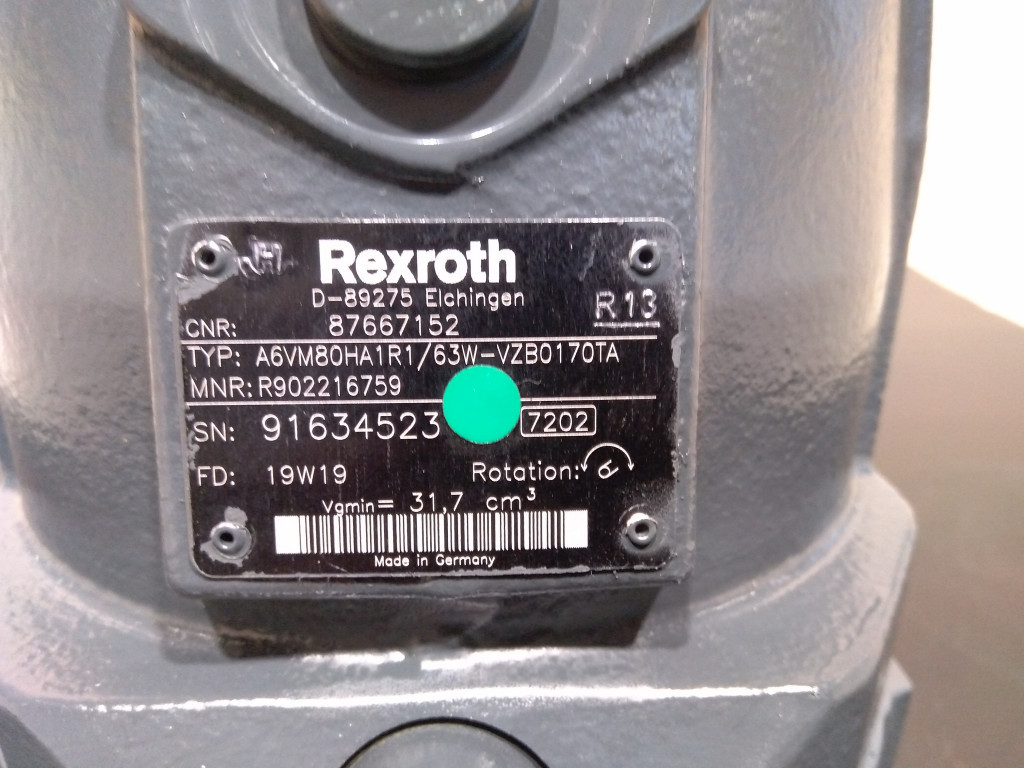 JH
Rexroth
D-89275 Elchingen
R13
CNR: 87667152
TYP: A6VM80HA1R1/63W-VZB0170TA
MNR: R902216759
SN: 91634523 7202
FD: 19W19 Rotation:
Vgmin= 31,7 cm³
Made in Germany